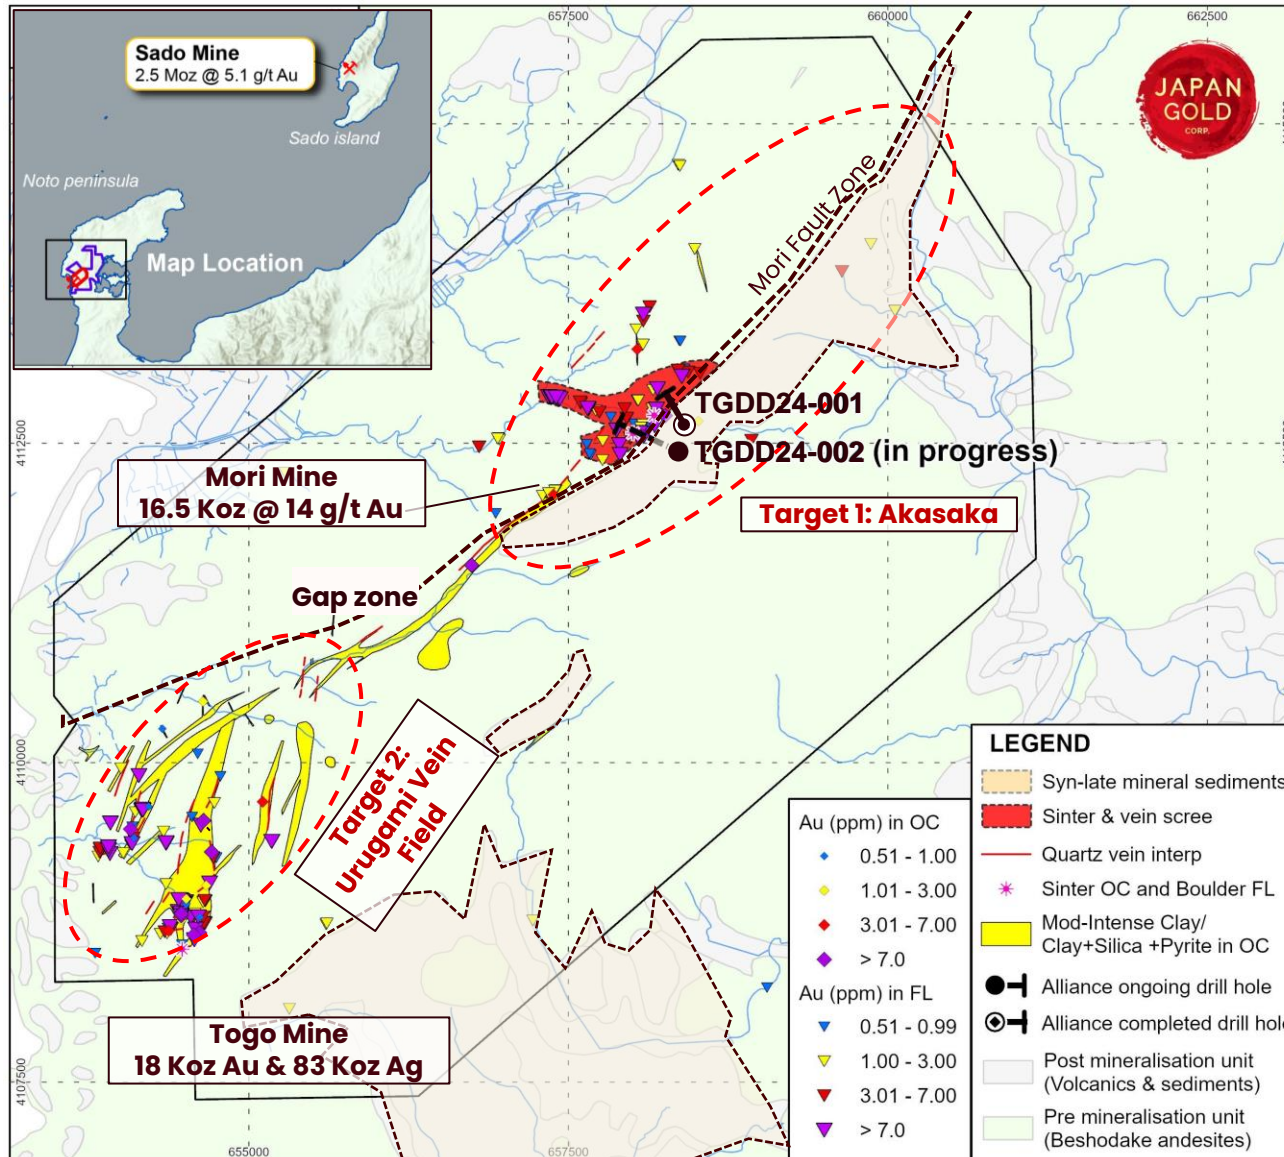 657500
660000
662500
Sado Mine
2.5 Moz @ 5.1 g/t Au
Sado island
Noto peninsula
Map Location
JAPAN
GOLD
CORP.
Mori Fault Zone
TGDD24-001
TGDD24-002 (in progress)
4112500
Mori Mine
16.5 Koz @ 14 g/t Au
Target 1: Akasaka
Gap zone
Target 2:
Urugami Vein
Field
4110000
Togo Mine
18 Koz Au & 83 Koz Ag
4107500
655000
657500
Au (ppm) in OC
0.51 - 1.00
1.01 - 3.00
3.01 - 7.00
> 7.0
Au (ppm) in FL
0.51 - 0.99
1.00 - 3.00
3.01 - 7.00
> 7.0
LEGEND
Syn-late mineral sediments
Sinter & vein scree
Quartz vein interp
Sinter OC and Boulder FL
Mod-Intense Clay/
Clay+Silica +Pyrite in OC
Alliance ongoing drill hole
Alliance completed drill hole
Post mineralisation unit
(Volcanics & sediments)
Pre mineralisation unit
(Beshodake andesites)